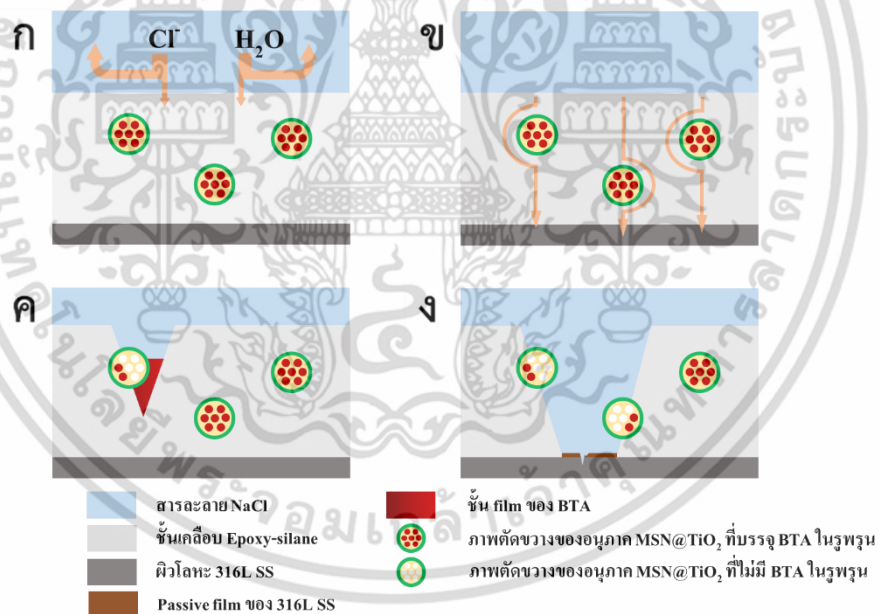 ก
Cl⁻ H₂O
ข
ค
ง
สารละลาย NaCl
ชั้นเคลือบ Epoxy-silane
ผิวโลหะ 316L SS
Passive film ของ 316L SS
ชั้น film ของ BTA
ภาพตัดขวางของอนุภาค MSN@TiO₂ ที่บรรจุ BTA ในรูพรุน
ภาพตัดขวางของอนุภาค MSN@TiO₂ ที่ไม่มี BTA ในรูพรุน